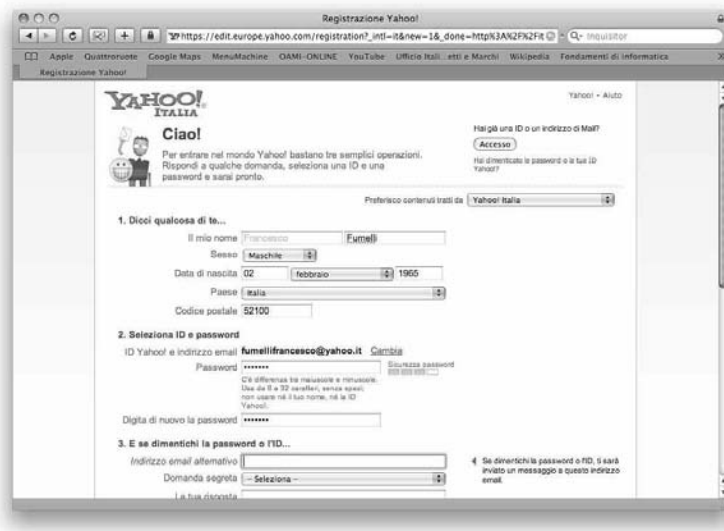 Registrazione Yahoo!
https://edit.europe.yahoo.com/registration?_intl=it&new=1&_done=http%3A%2F%2Fit
Q- Inquisitor
Apple Quattroruote Google Maps MenuMachine OAMI-ONLINE YouTube Ufficio Itali...etti e Marchi Wikipedia Fondamenti di informatica
Registrazione Yahoo!
YAHOO!
ITALIA
Yahoo! - Aiuto
Ciao!
Per entrare nel mondo Yahoo! bastano tre semplici operazioni.
Rispondi a qualche domanda, seleziona una ID e una
password e sarai pronto.
Hai già una ID o un indirizzo di Mail?
Accesso
Hai dimenticato la password o la tua ID
Yahoo!?
Preferisco contenuti tratti da Yahoo! Italia
1. Dicci qualcosa di te...
Il mio nome Francesco Fumelli
Sesso Maschile
Data di nascita 02 febbraio 1965
Paese Italia
Codice postale 52100
2. Seleziona ID e password
ID Yahoo! e indirizzo email fumellifrancesco@yahoo.it Cambia
Password ••••••• Sicurezza password
C'è differenza tra maiuscole e minuscole.
Usa da 6 a 32 caratteri, senza spazi;
non usare né il tuo nome, né la ID
Yahoo!.
Digita di nuovo la password •••••••
3. E se dimentichi la password o l'ID...
Indirizzo email alternativo
Se dimentichi la password o l'ID, ti sarà
inviato un messaggio a questo indirizzo
email.
Domanda segreta -- Seleziona --
La tua risposta